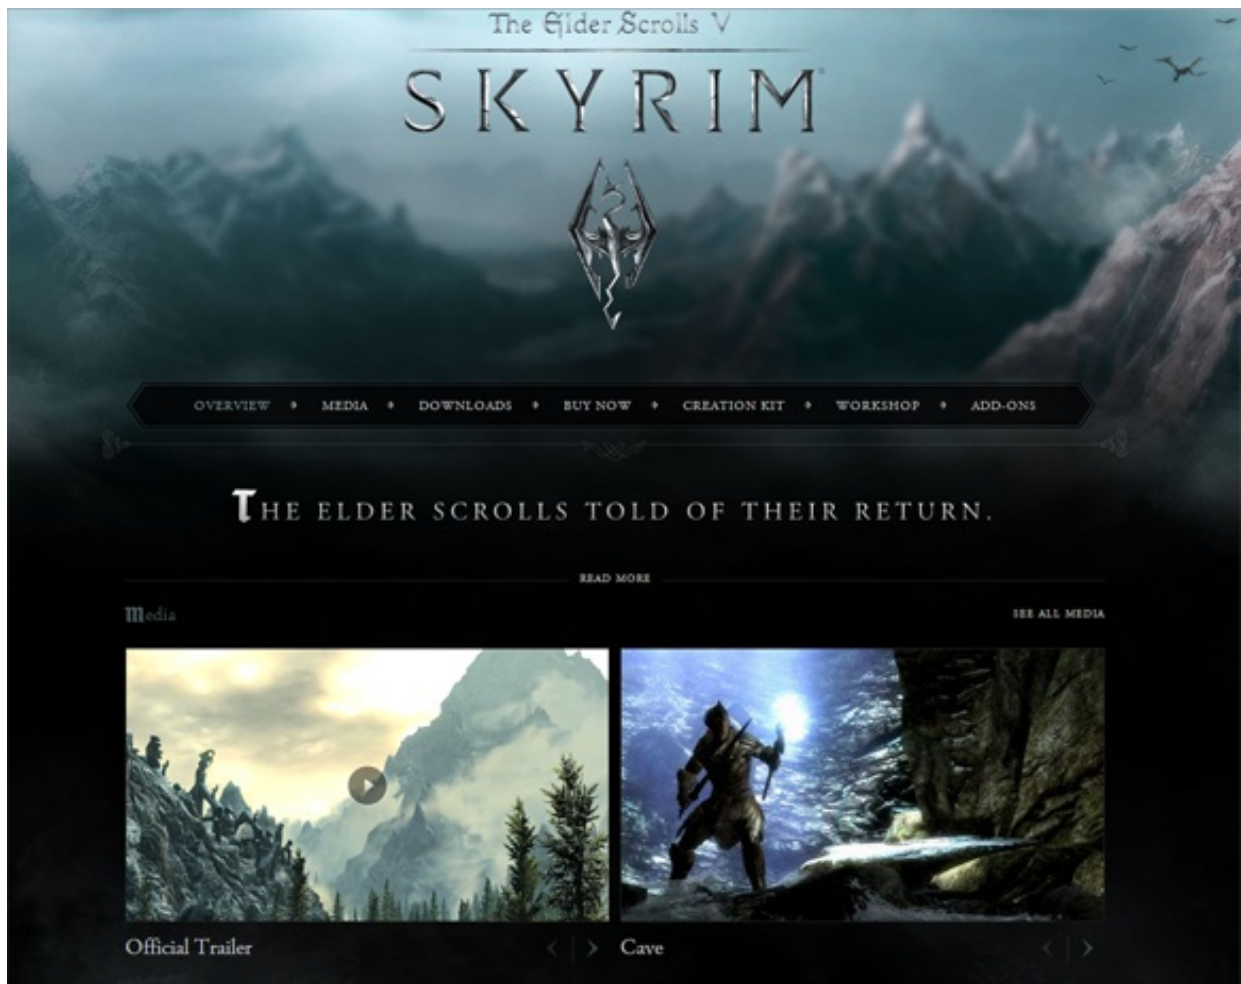 The Elder Scrolls V
SKYRIM
OVERVIEW MEDIA DOWNLOADS BUY NOW CREATION KIT WORKSHOP ADD-ONS
THE ELDER SCROLLS TOLD OF THEIR RETURN.
READ MORE
Media SEE ALL MEDIA
Official Trailer Cave